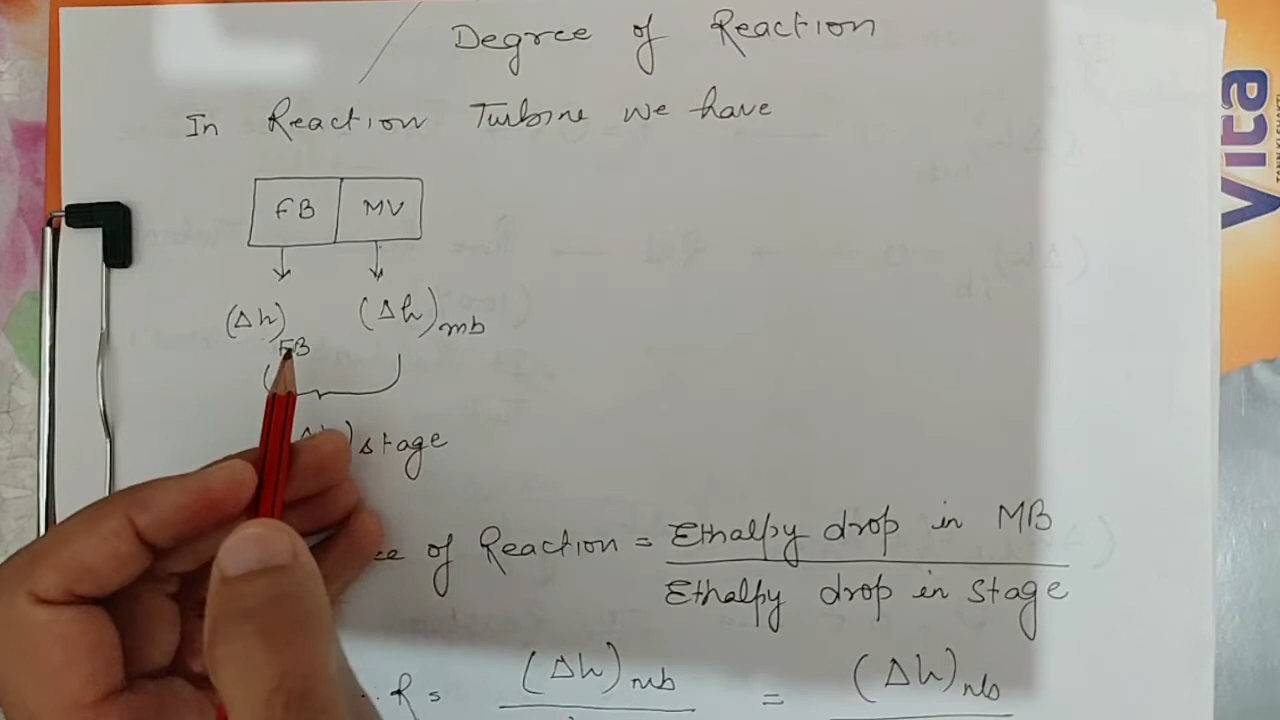 Degree of Reaction
In Reaction Turbine we have
FB MV
(Δh)FB (Δh)mb
)stage
of Reaction = Ethalpy drop in MB
Ethalpy drop in stage
R = (Δh)mb = (Δh)mb
Vita